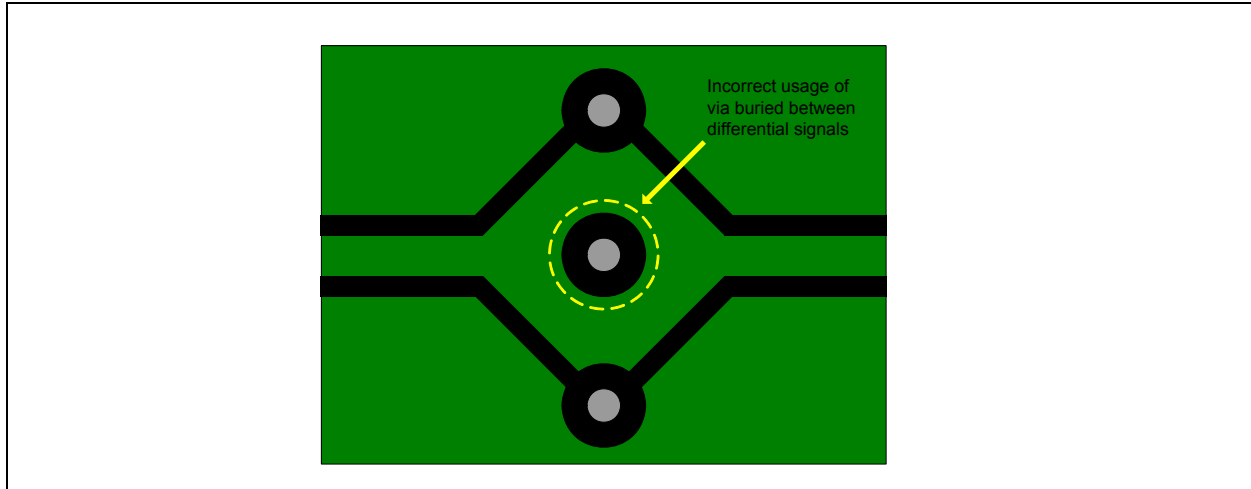 Incorrect usage of
via buried between
differential signals